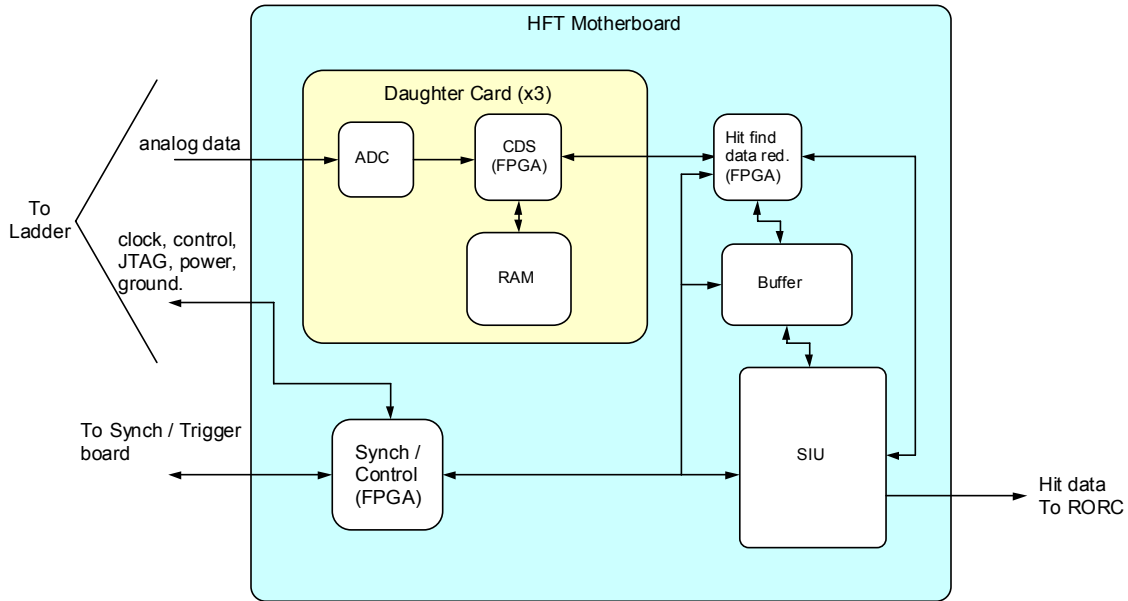 HFT Motherboard
Daughter Card (x3)
analog data
ADC
CDS
(FPGA)
Hit find
data red.
(FPGA)
To
Ladder
clock, control,
JTAG, power,
ground.
RAM
Buffer
To Synch / Trigger
board
Synch /
Control
(FPGA)
SIU
Hit data
To RORC